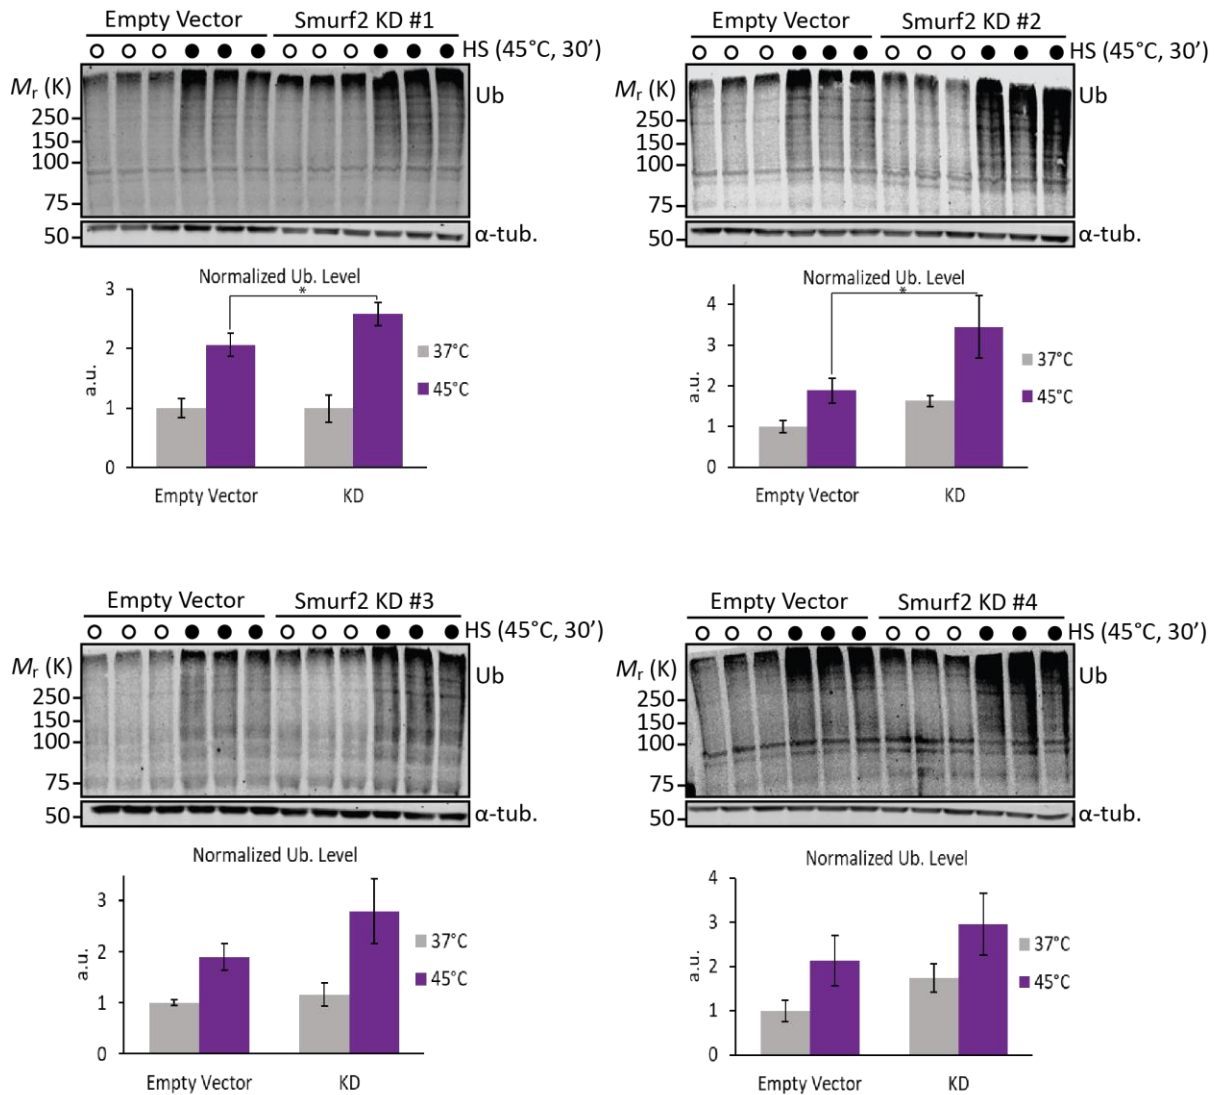 Empty Vector Smurf2 KD #1
HS (45°C, 30′)
Mr (K)
Ub
250
150
100
75
50
α-tub.
Normalized Ub. Level
*
3
2
1
0
a.u.
37°C
45°C
Empty Vector KD
Empty Vector Smurf2 KD #2
HS (45°C, 30′)
Mr (K)
Ub
250
150
100
75
50
α-tub.
Normalized Ub. Level
*
4
3
2
1
0
a.u.
37°C
45°C
Empty Vector KD
Empty Vector Smurf2 KD #3
HS (45°C, 30′)
Mr (K)
Ub
250
150
100
75
50
α-tub.
Normalized Ub. Level
3
2
1
0
a.u.
37°C
45°C
Empty Vector KD
Empty Vector Smurf2 KD #4
HS (45°C, 30′)
Mr (K)
Ub
250
150
100
75
50
α-tub.
Normalized Ub. Level
4
3
2
1
0
a.u.
37°C
45°C
Empty Vector KD